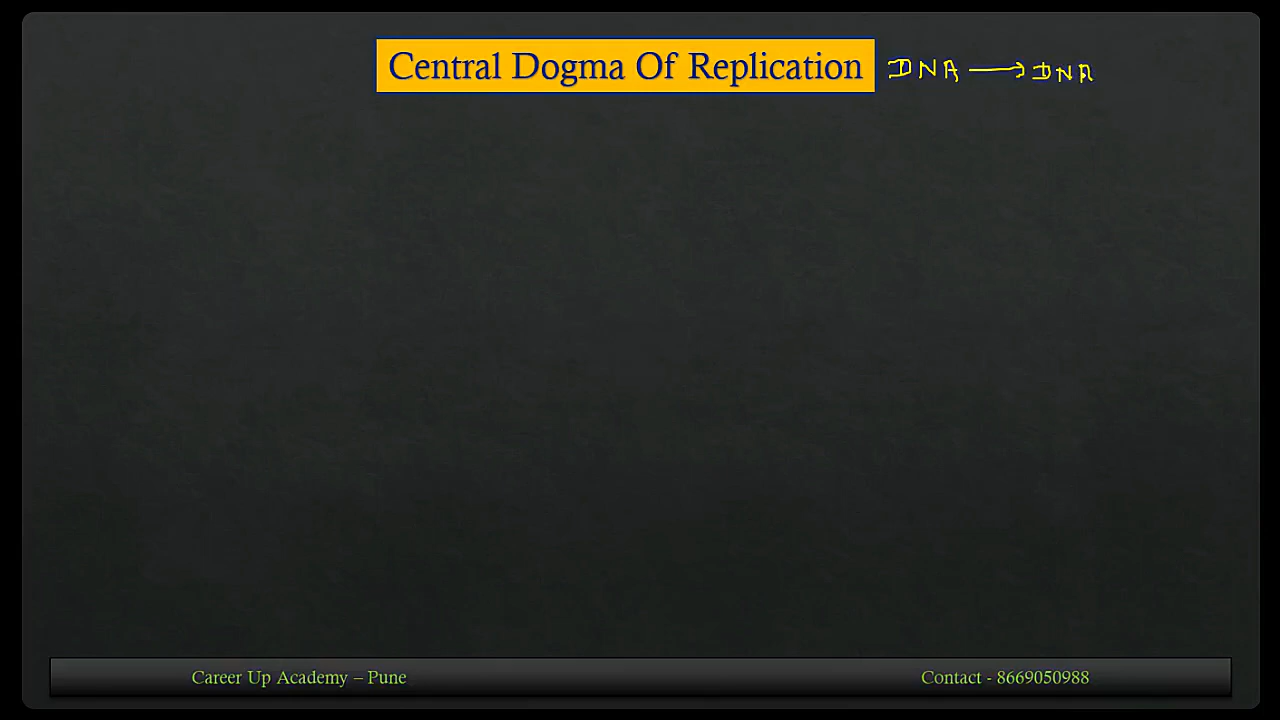 Central Dogma Of Replication DNA → DNA
Career Up Academy – Pune Contact - 8669050988